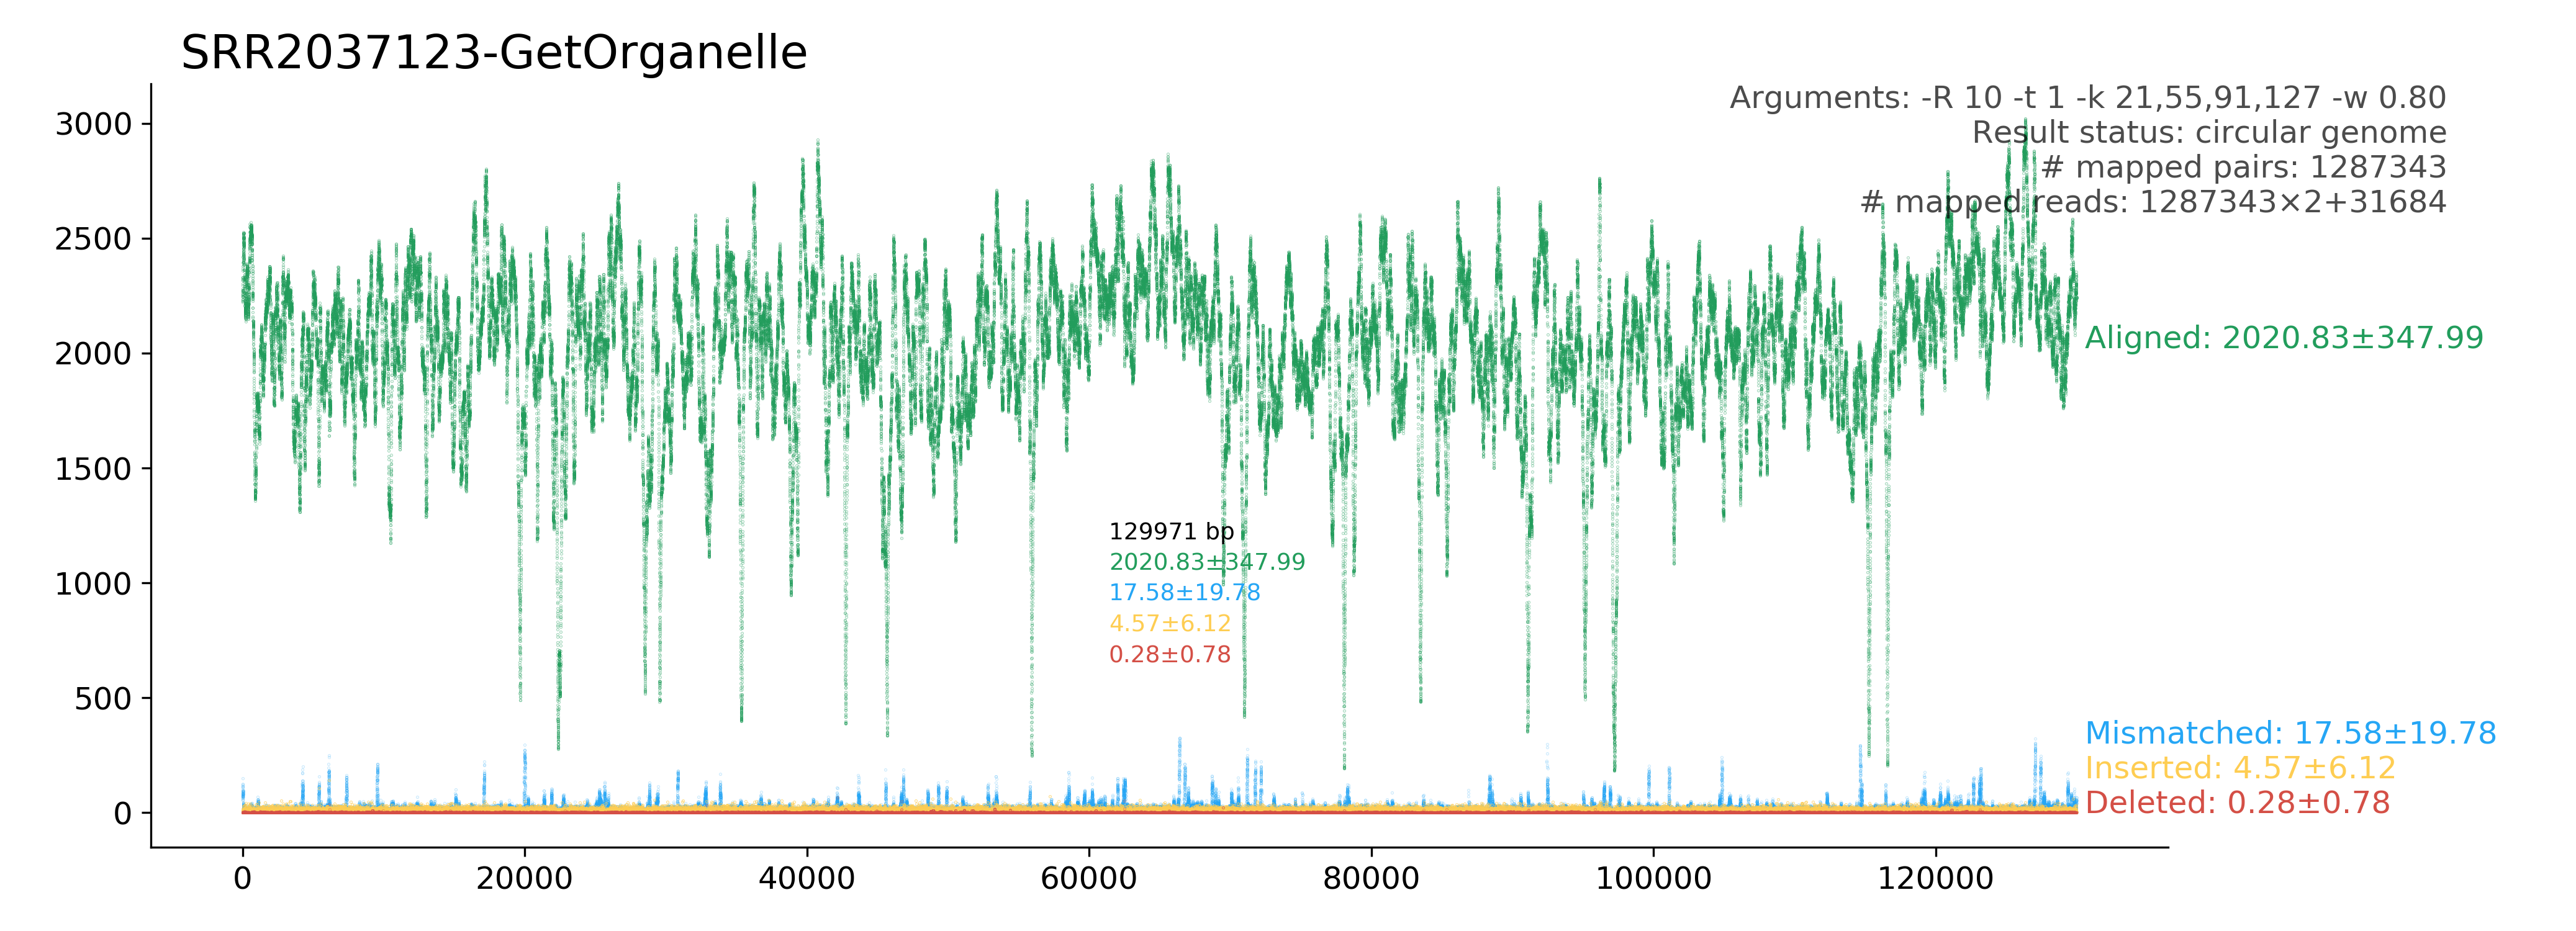 SRR2037123-GetOrganelle
Arguments: -R 10 -t 1 -k 21,55,91,127 -w 0.80
Result status: circular genome
# mapped pairs: 1287343
# mapped reads: 1287343×2+31684
3000
2500
2000
1500
1000
500
0
Aligned: 2020.83±347.99
129971 bp
2020.83±347.99
17.58±19.78
4.57±6.12
0.28±0.78
Mismatched: 17.58±19.78
Inserted: 4.57±6.12
Deleted: 0.28±0.78
0 20000 40000 60000 80000 100000 120000